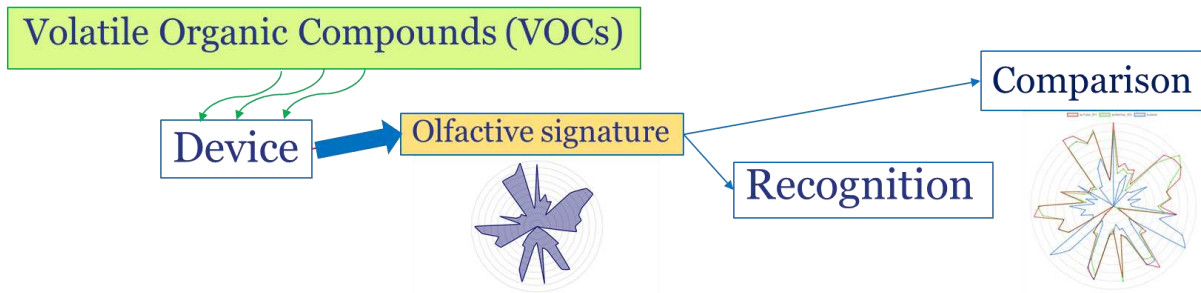 Volatile Organic Compounds (VOCs)
Device
Olfactive signature
Comparison
Recognition